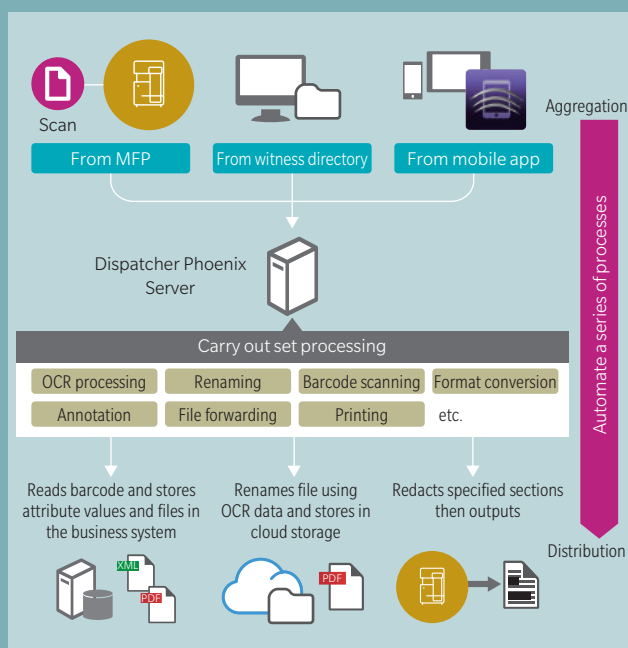 Scan
Aggregation
From MFP
From witness directory
From mobile app
Automate a series of processes
Dispatcher Phoenix
Server
Carry out set processing
OCR processing
Renaming
Barcode scanning
Format conversion
Annotation
File forwarding
Printing
etc.
Reads barcode and stores
attribute values and files in
the business system
Renames file using
OCR data and stores in
cloud storage
Redacts specified sections
then outputs
Distribution
XML
PDF
PDF